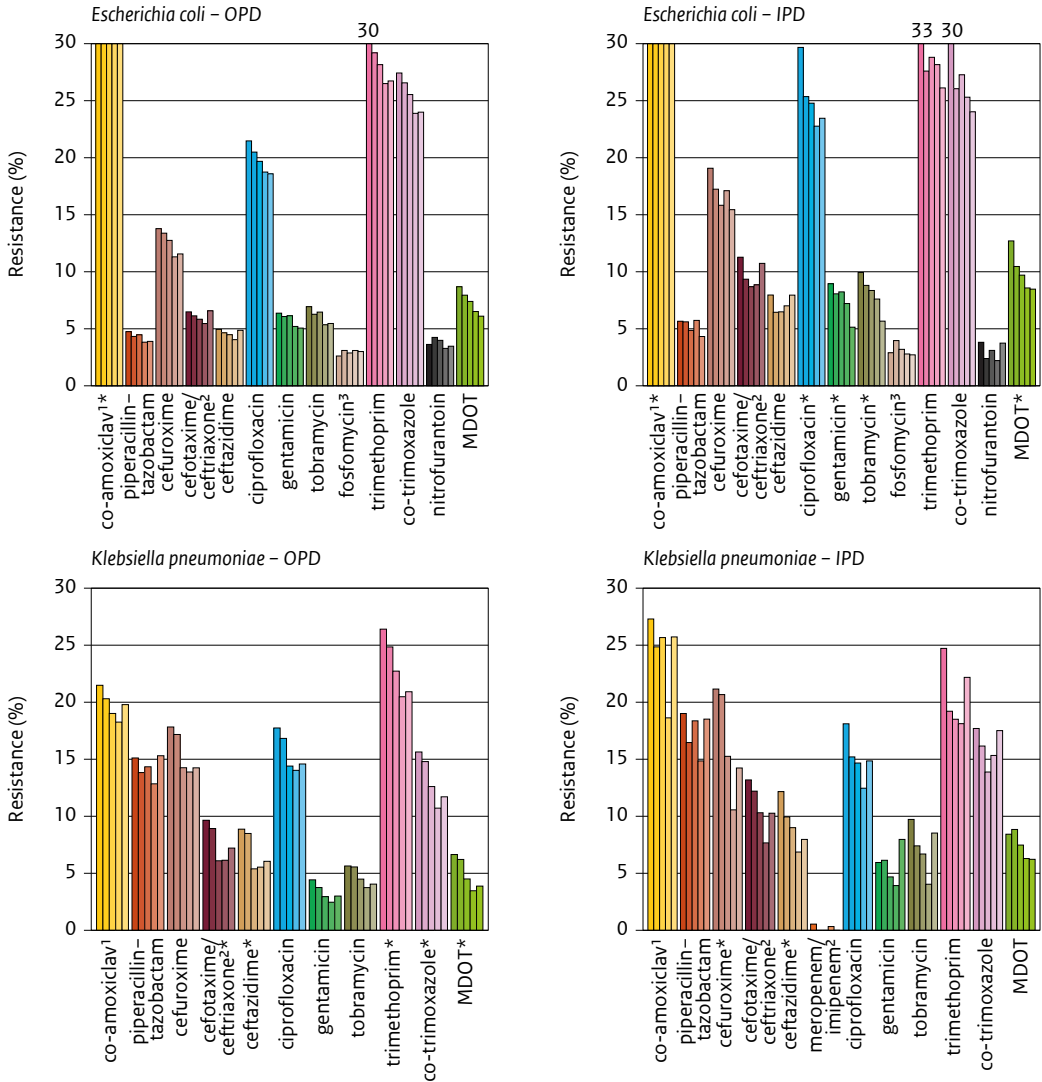 Escherichia coli – OPD
30
30
25
20
15
10
5
0
Resistance (%)
co-amoxiclav¹*
piperacillin–
tazobactam
cefuroxime
cefotaxime/
ceftriaxone²
ceftazidime
ciprofloxacin
gentamicin
tobramycin
fosfomycin³
trimethoprim
co-trimoxazole
nitrofurantoin
MDOT
Escherichia coli – IPD
33 30
30
25
20
15
10
5
0
Resistance (%)
co-amoxiclav¹*
piperacillin–
tazobactam
cefuroxime
cefotaxime/
ceftriaxone²
ceftazidime
ciprofloxacin*
gentamicin*
tobramycin*
fosfomycin³
trimethoprim
co-trimoxazole
nitrofurantoin
MDOT*
Klebsiella pneumoniae – OPD
30
25
20
15
10
5
0
Resistance (%)
co-amoxiclav¹
piperacillin–
tazobactam
cefuroxime
cefotaxime/
ceftriaxone²*
ceftazidime*
ciprofloxacin
gentamicin
tobramycin
trimethoprim*
co-trimoxazole*
MDOT*
Klebsiella pneumoniae – IPD
30
25
20
15
10
5
0
Resistance (%)
co-amoxiclav¹
piperacillin–
tazobactam
cefuroxime*
cefotaxime/
ceftriaxone²
ceftazidime*
meropenem/
imipenem²
ciprofloxacin
gentamicin
tobramycin
trimethoprim
co-trimoxazole
MDOT